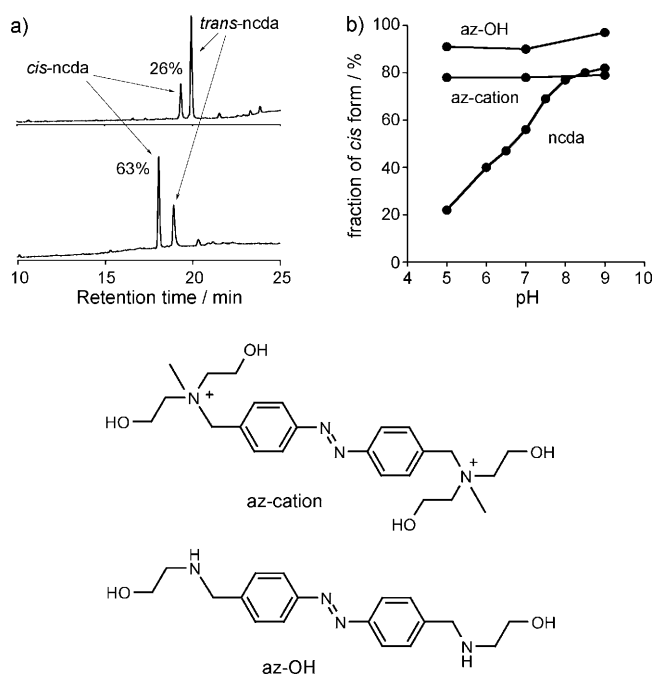 a)
trans-ncda
cis-ncda
26%
63%
10 15 20 25
Retention time / min
b)
az-OH
az-cation
ncda
fraction of cis form / %
100
80
60
40
20
0
4 5 6 7 8 9 10
pH
OH
N
+
HO
N
N
N
+
OH
HO
az-cation
H
N
HO
N
N
N
H
OH
az-OH